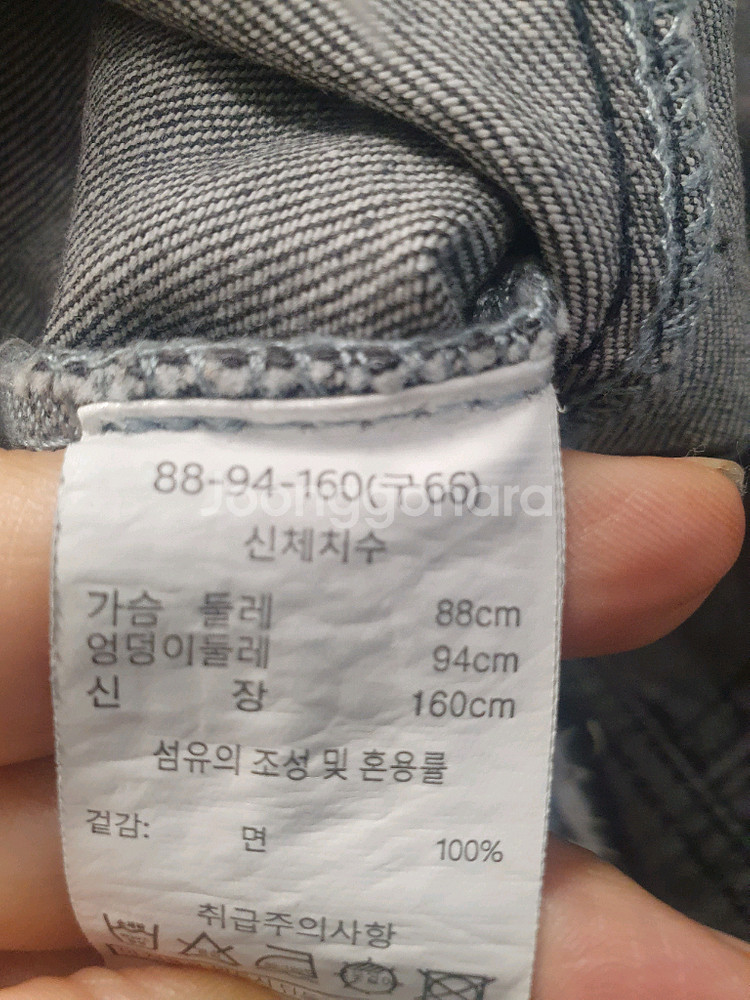 88-94-160(구66)
Joonggonara
신체치수
가슴 둘레 88cm
엉덩이둘레 94cm
신 장 160cm
섬유의 조성 및 혼용률
겉감: 면 100%
취급주의사항